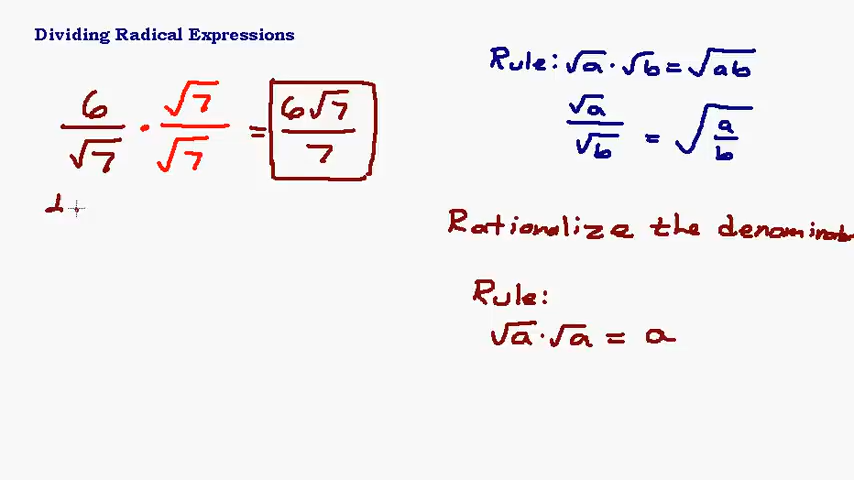 Dividing Radical Expressions
6/√7 · √7/√7 = 6√7/7
Rule: √a · √b = √ab
√a/√b = √a/b
Rationalize the denominator
Rule:
√a · √a = a